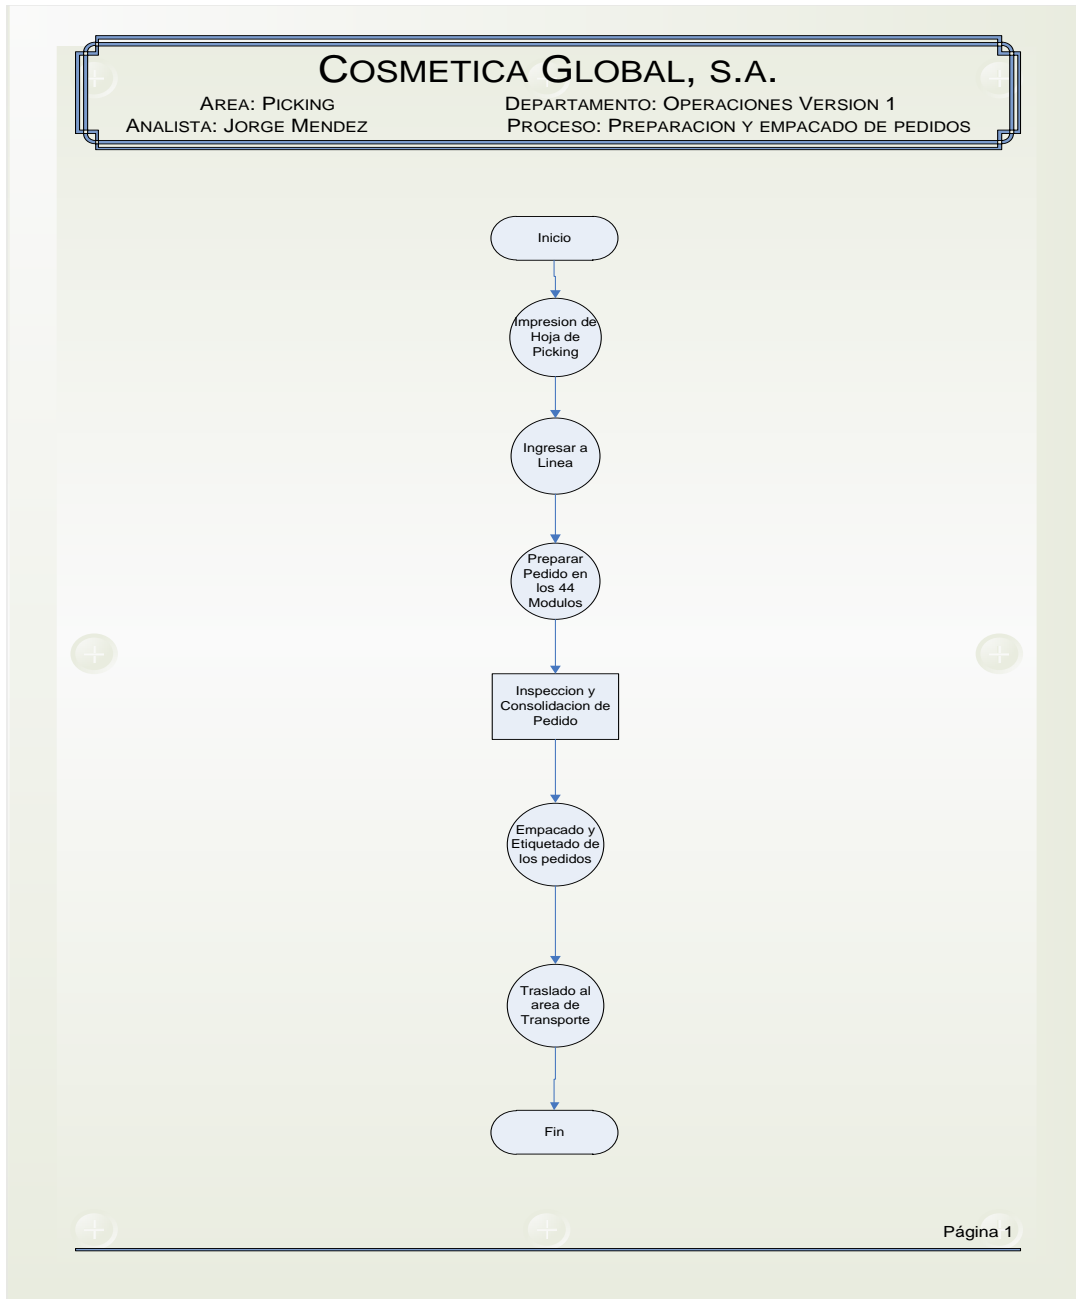 COSMETICA GLOBAL, S.A.
AREA: PICKING DEPARTAMENTO: OPERACIONES VERSION 1
ANALISTA: JORGE MENDEZ PROCESO: PREPARACION Y EMPACADO DE PEDIDOS
Inicio
Impresion de
Hoja de
Picking
Ingresar a
Linea
Preparar
Pedido en
los 44
Modulos
Inspeccion y
Consolidacion de
Pedido
Empacado y
Etiquetado de
los pedidos
Traslado al
area de
Transporte
Fin
Página 1